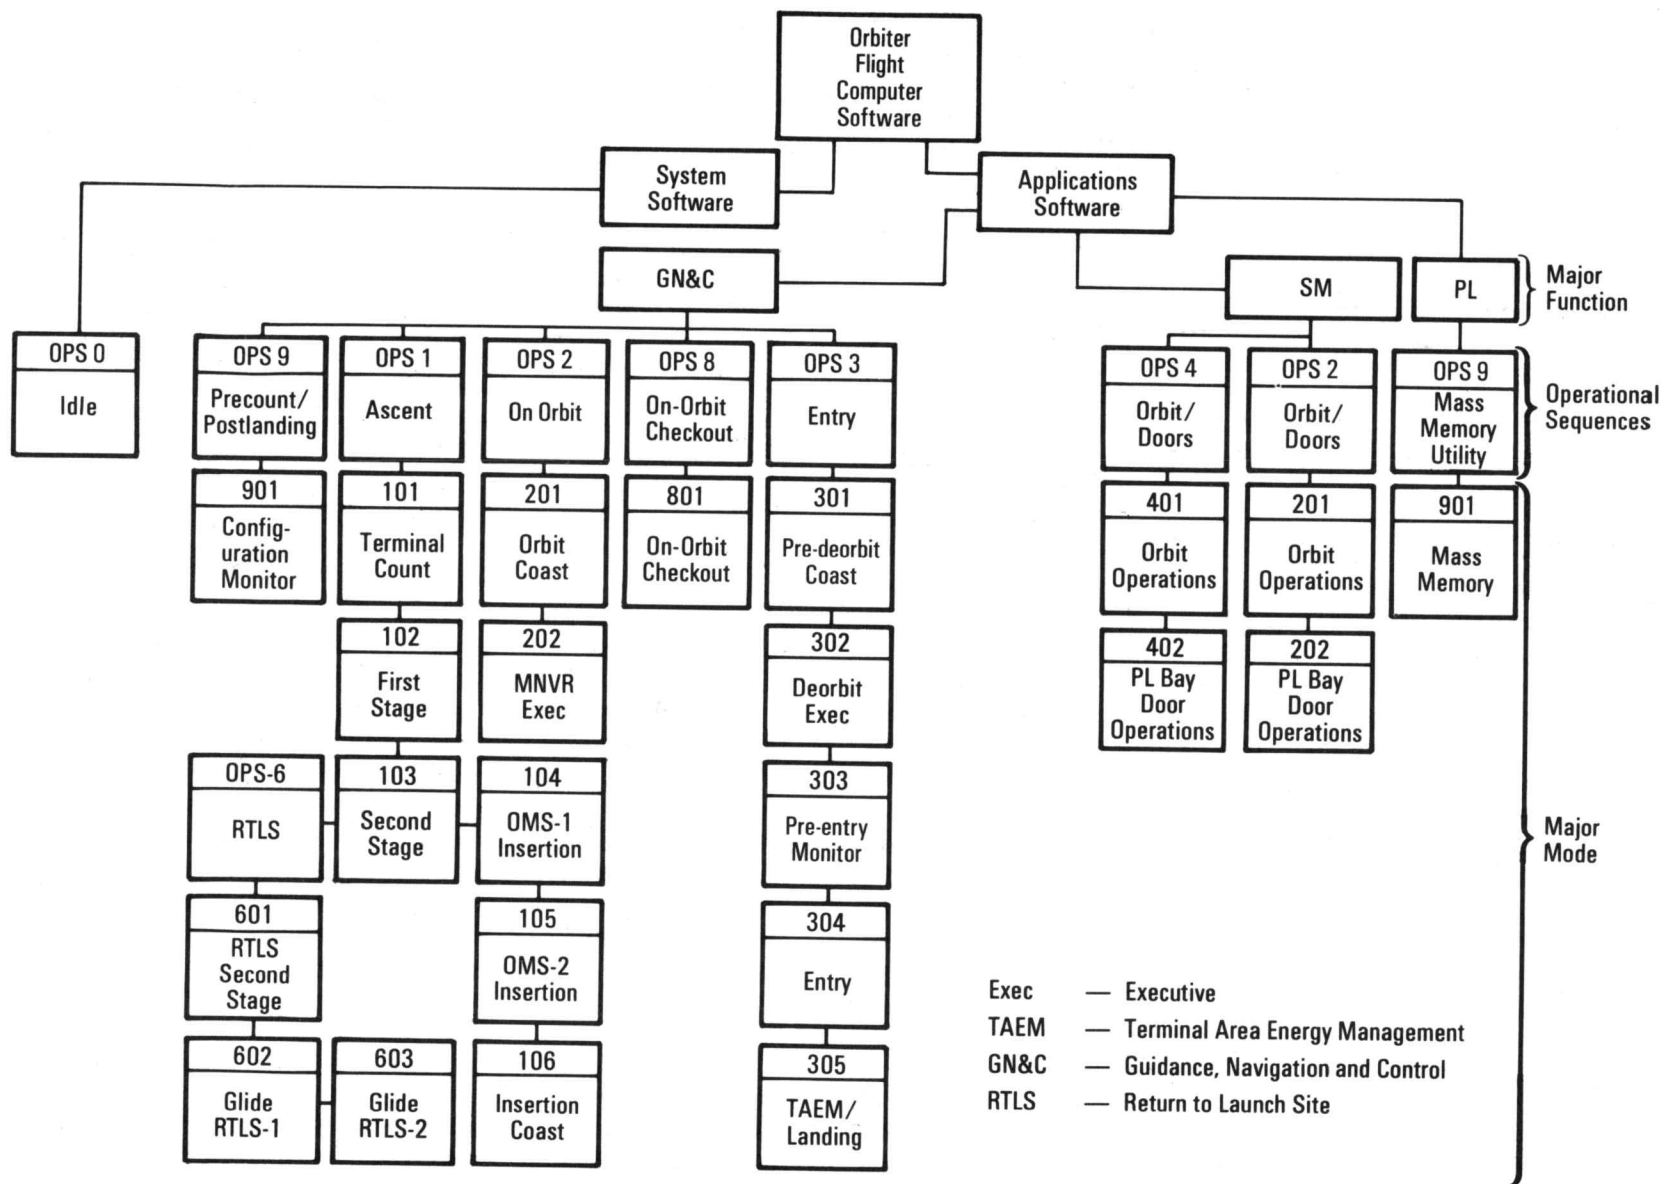 Orbiter
Flight
Computer
Software
System
Software
Applications
Software
GN&C
SM
PL
Major
Function
OPS 0
Idle
OPS 9
Precount/
Postlanding
OPS 1
Ascent
OPS 2
On Orbit
OPS 8
On-Orbit
Checkout
OPS 3
Entry
OPS 4
Orbit/
Doors
OPS 2
Orbit/
Doors
OPS 9
Mass
Memory
Utility
Operational
Sequences
901
Config-
uration
Monitor
101
Terminal
Count
201
Orbit
Coast
801
On-Orbit
Checkout
301
Pre-deorbit
Coast
401
Orbit
Operations
201
Orbit
Operations
901
Mass
Memory
102
First
Stage
202
MNVR
Exec
302
Deorbit
Exec
402
PL Bay
Door
Operations
202
PL Bay
Door
Operations
OPS-6
RTLS
103
Second
Stage
104
OMS-1
Insertion
303
Pre-entry
Monitor
Major
Mode
601
RTLS
Second
Stage
105
OMS-2
Insertion
304
Entry
602
Glide
RTLS-1
603
Glide
RTLS-2
106
Insertion
Coast
305
TAEM/
Landing
Exec — Executive
TAEM — Terminal Area Energy Management
GN&C — Guidance, Navigation and Control
RTLS — Return to Launch Site